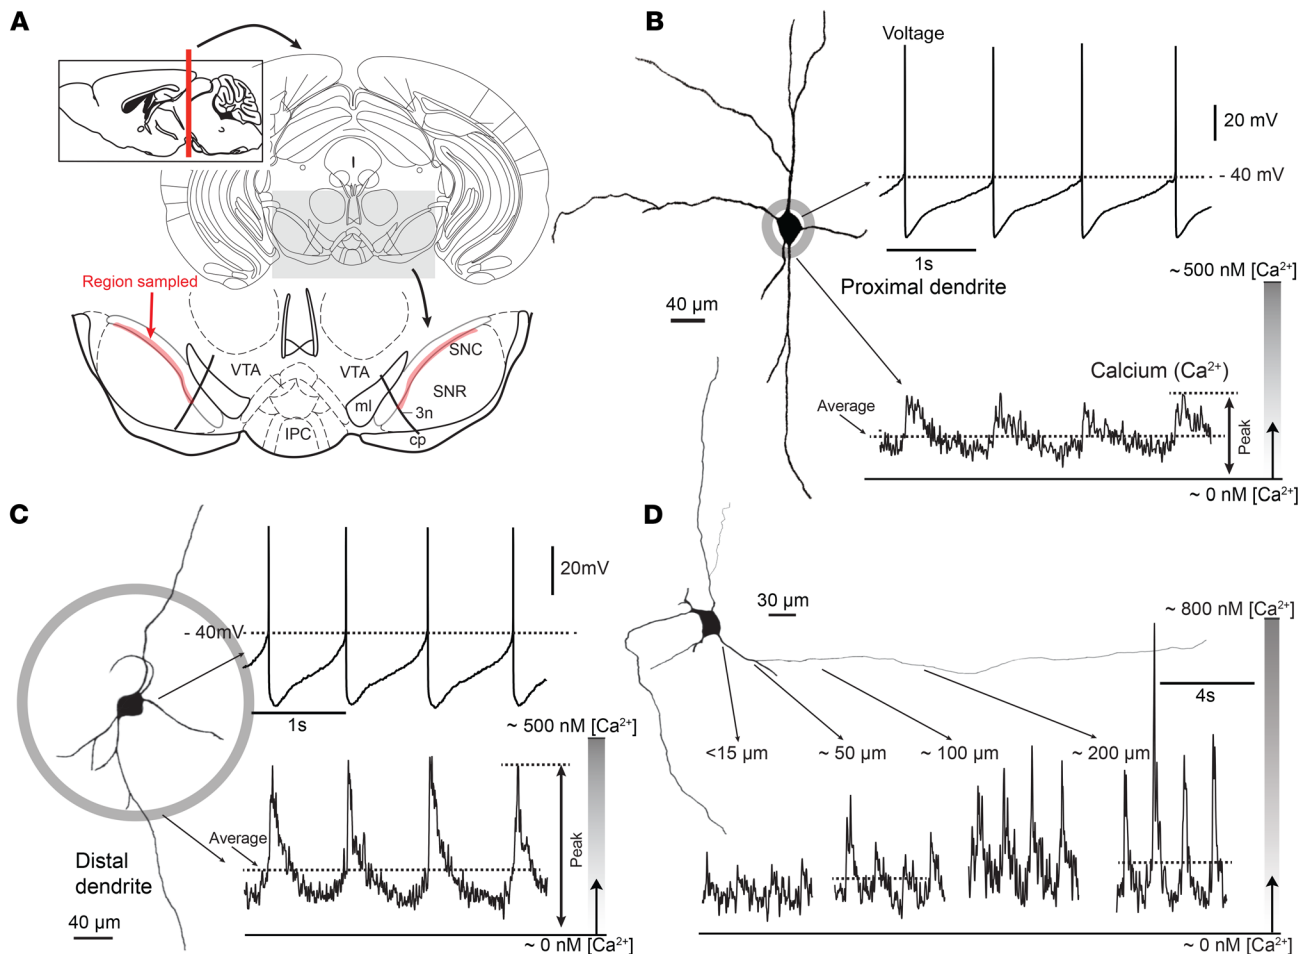 A
Region sampled
VTA
VTA
SNC
SNR
ml
3n
IPC
cp
B
Voltage
20 mV
- 40 mV
1s
Proximal dendrite
40 µm
~ 500 nM [Ca²⁺]
Calcium (Ca²⁺)
Average
Peak
~ 0 nM [Ca²⁺]
C
20mV
- 40mV
1s
~ 500 nM [Ca²⁺]
Average
Peak
Distal
dendrite
40 µm
~ 0 nM [Ca²⁺]
D
30 µm
~ 800 nM [Ca²⁺]
4s
<15 µm
~ 50 µm
~ 100 µm
~ 200 µm
~ 0 nM [Ca²⁺]